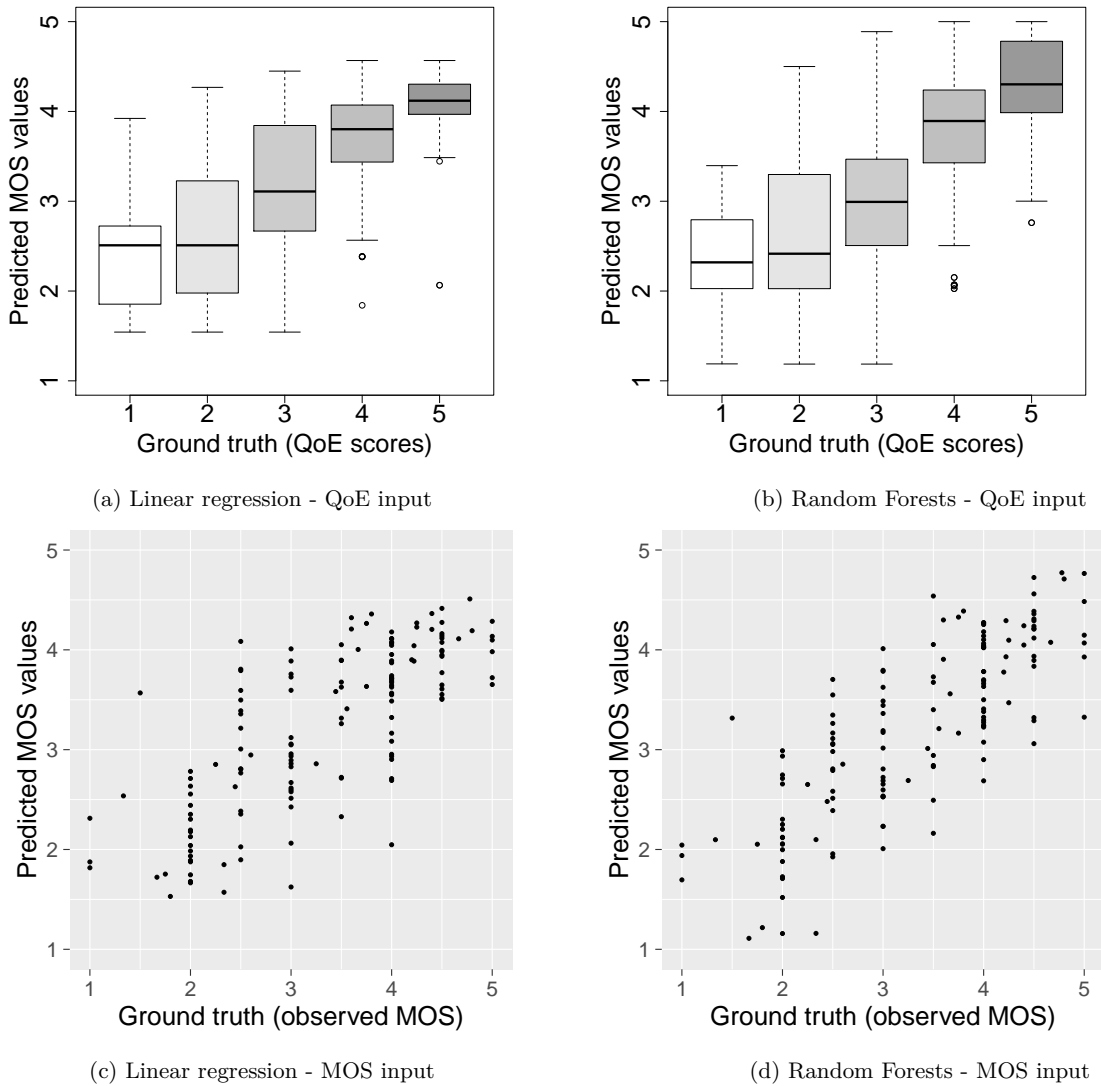 5
4
3
2
1
Predicted MOS values
1 2 3 4 5
Ground truth (QoE scores)
(a) Linear regression - QoE input
5
4
3
2
1
Predicted MOS values
1 2 3 4 5
Ground truth (QoE scores)
(b) Random Forests - QoE input
5
4
3
2
1
Predicted MOS values
1 2 3 4 5
Ground truth (observed MOS)
(c) Linear regression - MOS input
5
4
3
2
1
Predicted MOS values
1 2 3 4 5
Ground truth (observed MOS)
(d) Random Forests - MOS input